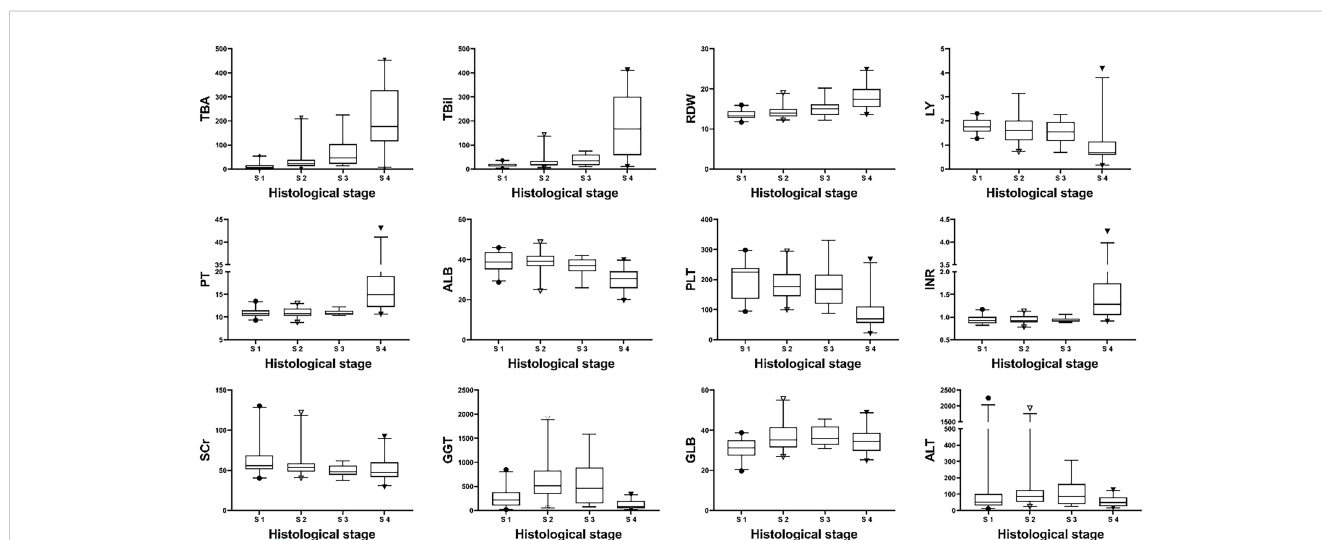 500
400
300
200
100
0
TBA
S 1 S 2 S 3 S 4
Histological stage
500
400
300
200
100
0
TBil
S 1 S 2 S 3 S 4
Histological stage
30
20
10
0
RDW
S 1 S 2 S 3 S 4
Histological stage
5
4
3
2
1
0
LY
S 1 S 2 S 3 S 4
Histological stage
45
40
35
30
20
15
10
5
PT
S 1 S 2 S 3 S 4
Histological stage
60
40
20
0
ALB
S 1 S 2 S 3 S 4
Histological stage
400
300
200
100
0
PLT
S 1 S 2 S 3 S 4
Histological stage
4.5
4.0
3.5
3.0
2.0
1.5
1.0
0.5
INR
S 1 S 2 S 3 S 4
Histological stage
150
100
50
0
SCr
S 1 S 2 S 3 S 4
Histological stage
2500
2000
1500
1000
500
0
GGT
S 1 S 2 S 3 S 4
Histological stage
60
40
20
0
GLB
S 1 S 2 S 3 S 4
Histological stage
2500
2000
1500
1000
500
400
300
200
100
0
ALT
S 1 S 2 S 3 S 4
Histological stage